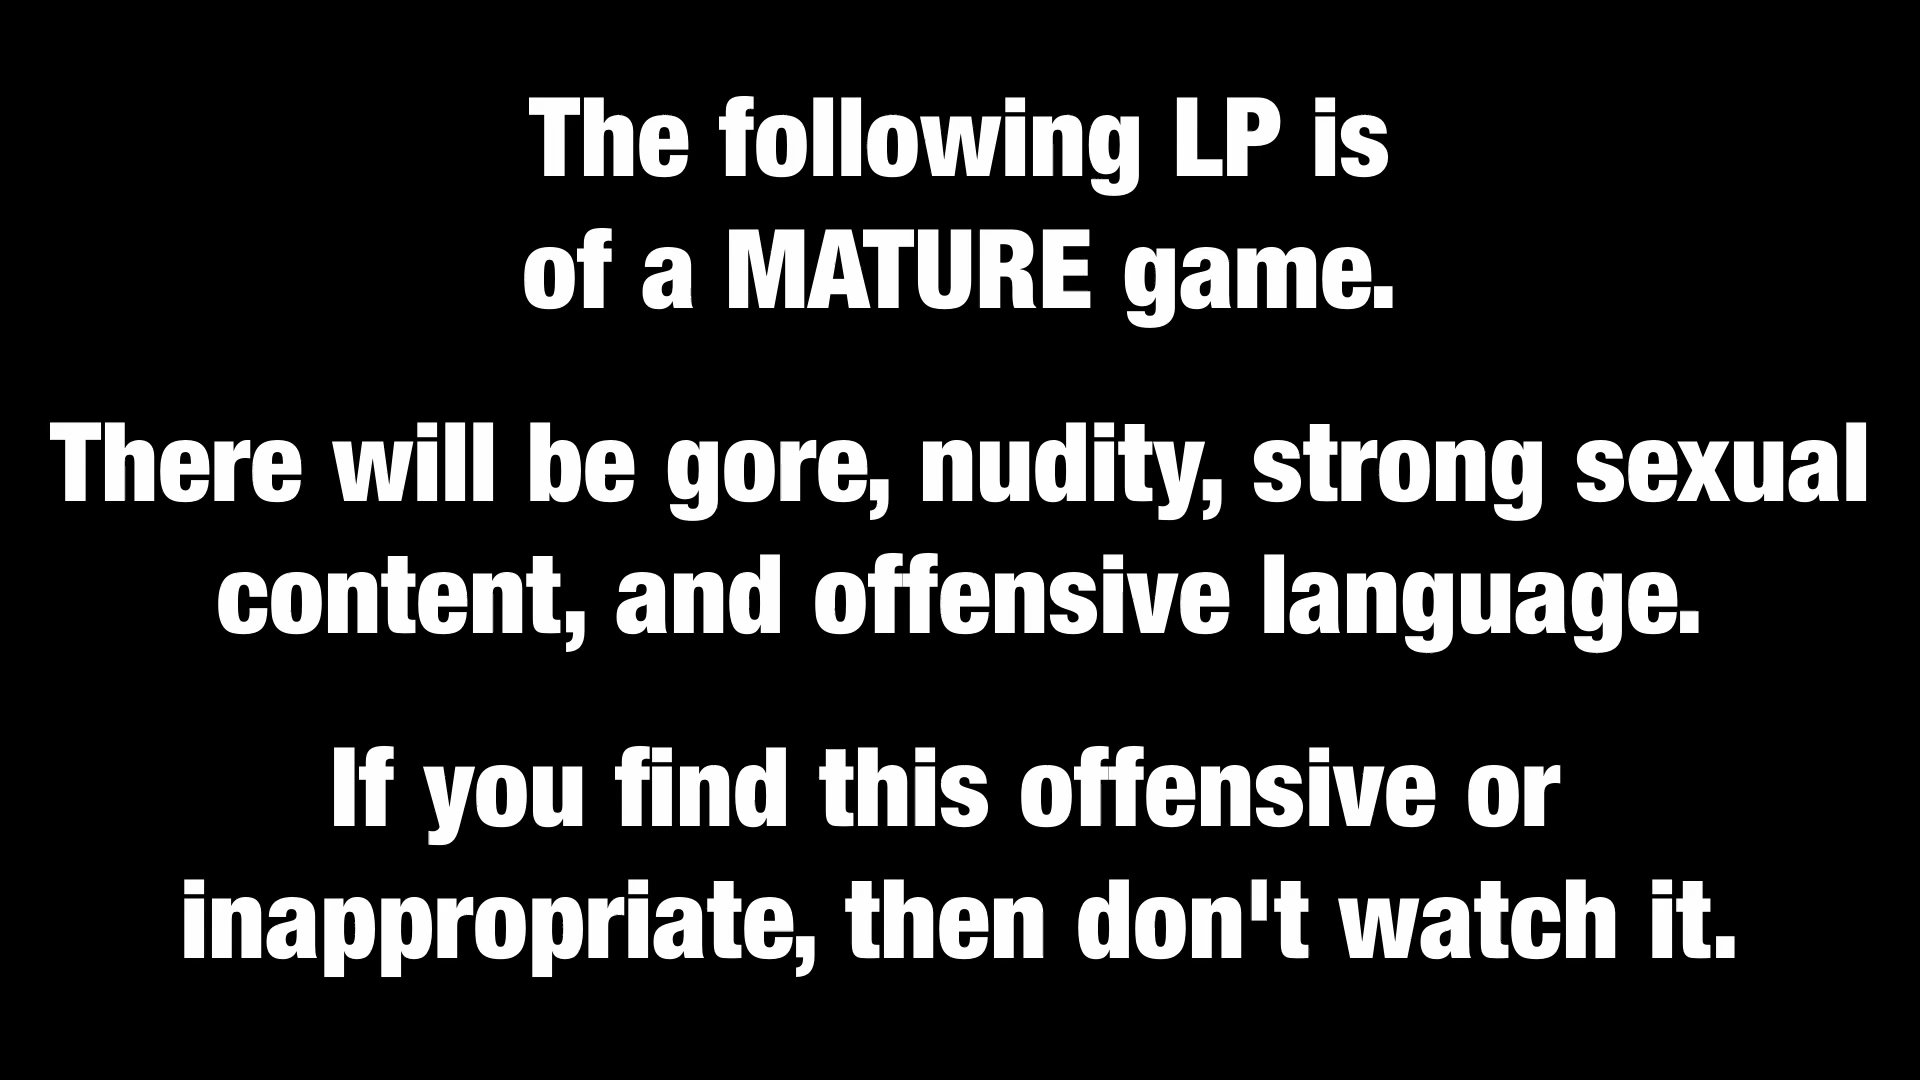 The following LP is
of a MATURE game.
There will be gore, nudity, strong sexual
content, and offensive language.
If you find this offensive or
inappropriate, then don't watch it.